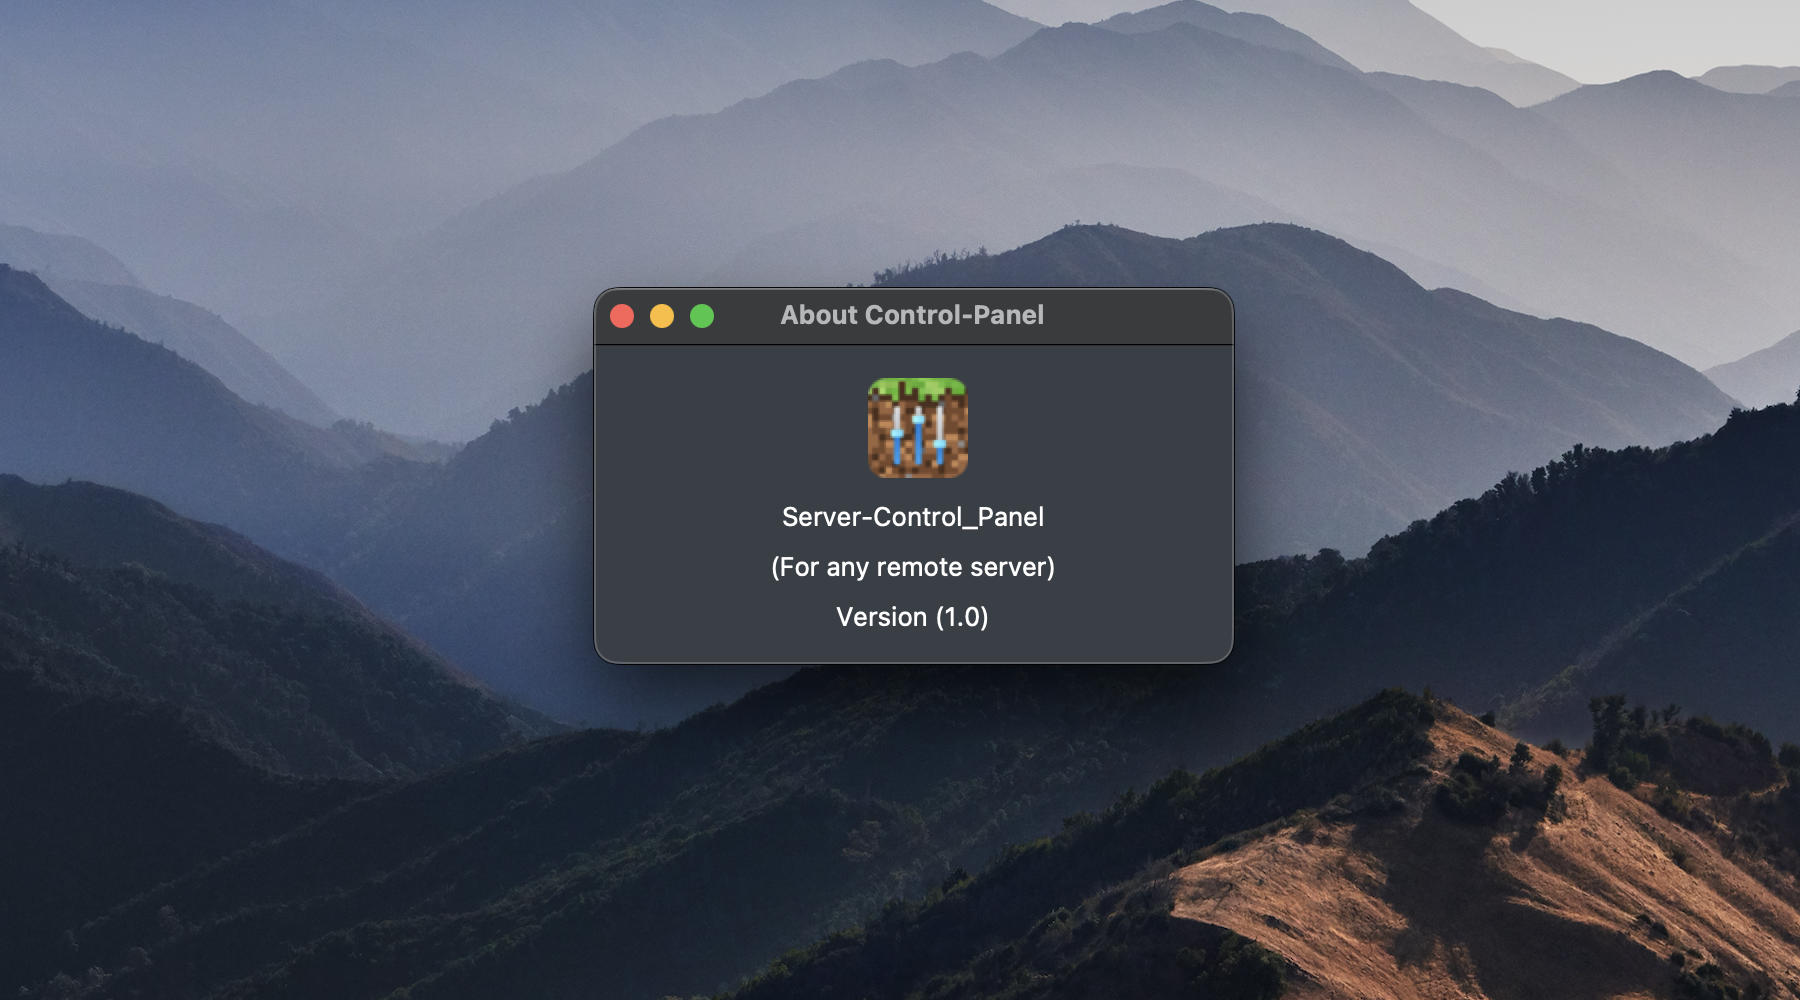 About Control-Panel
Server-Control_Panel
(For any remote server)
Version (1.0)